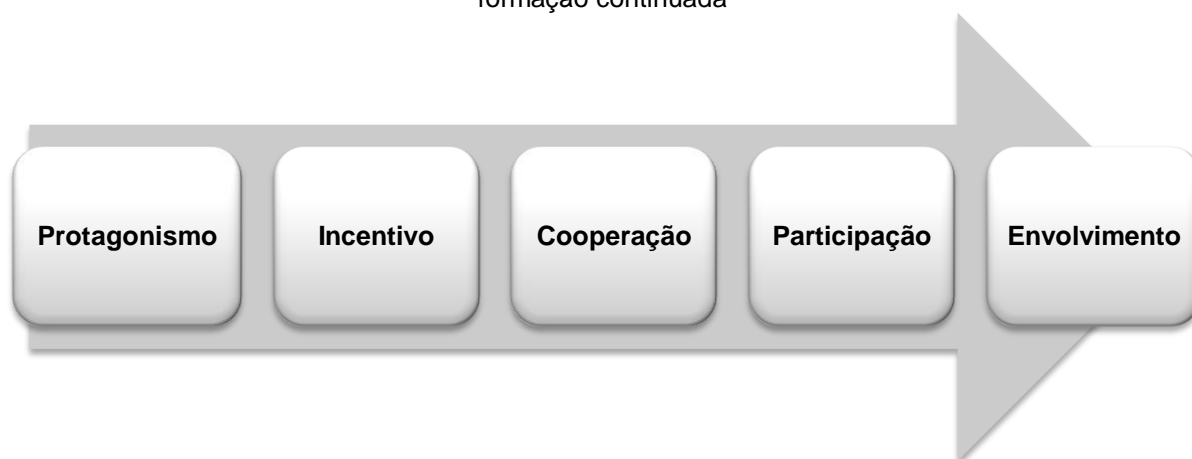 formação continuada
Protagonismo
Incentivo
Cooperação
Participação
Envolvimento